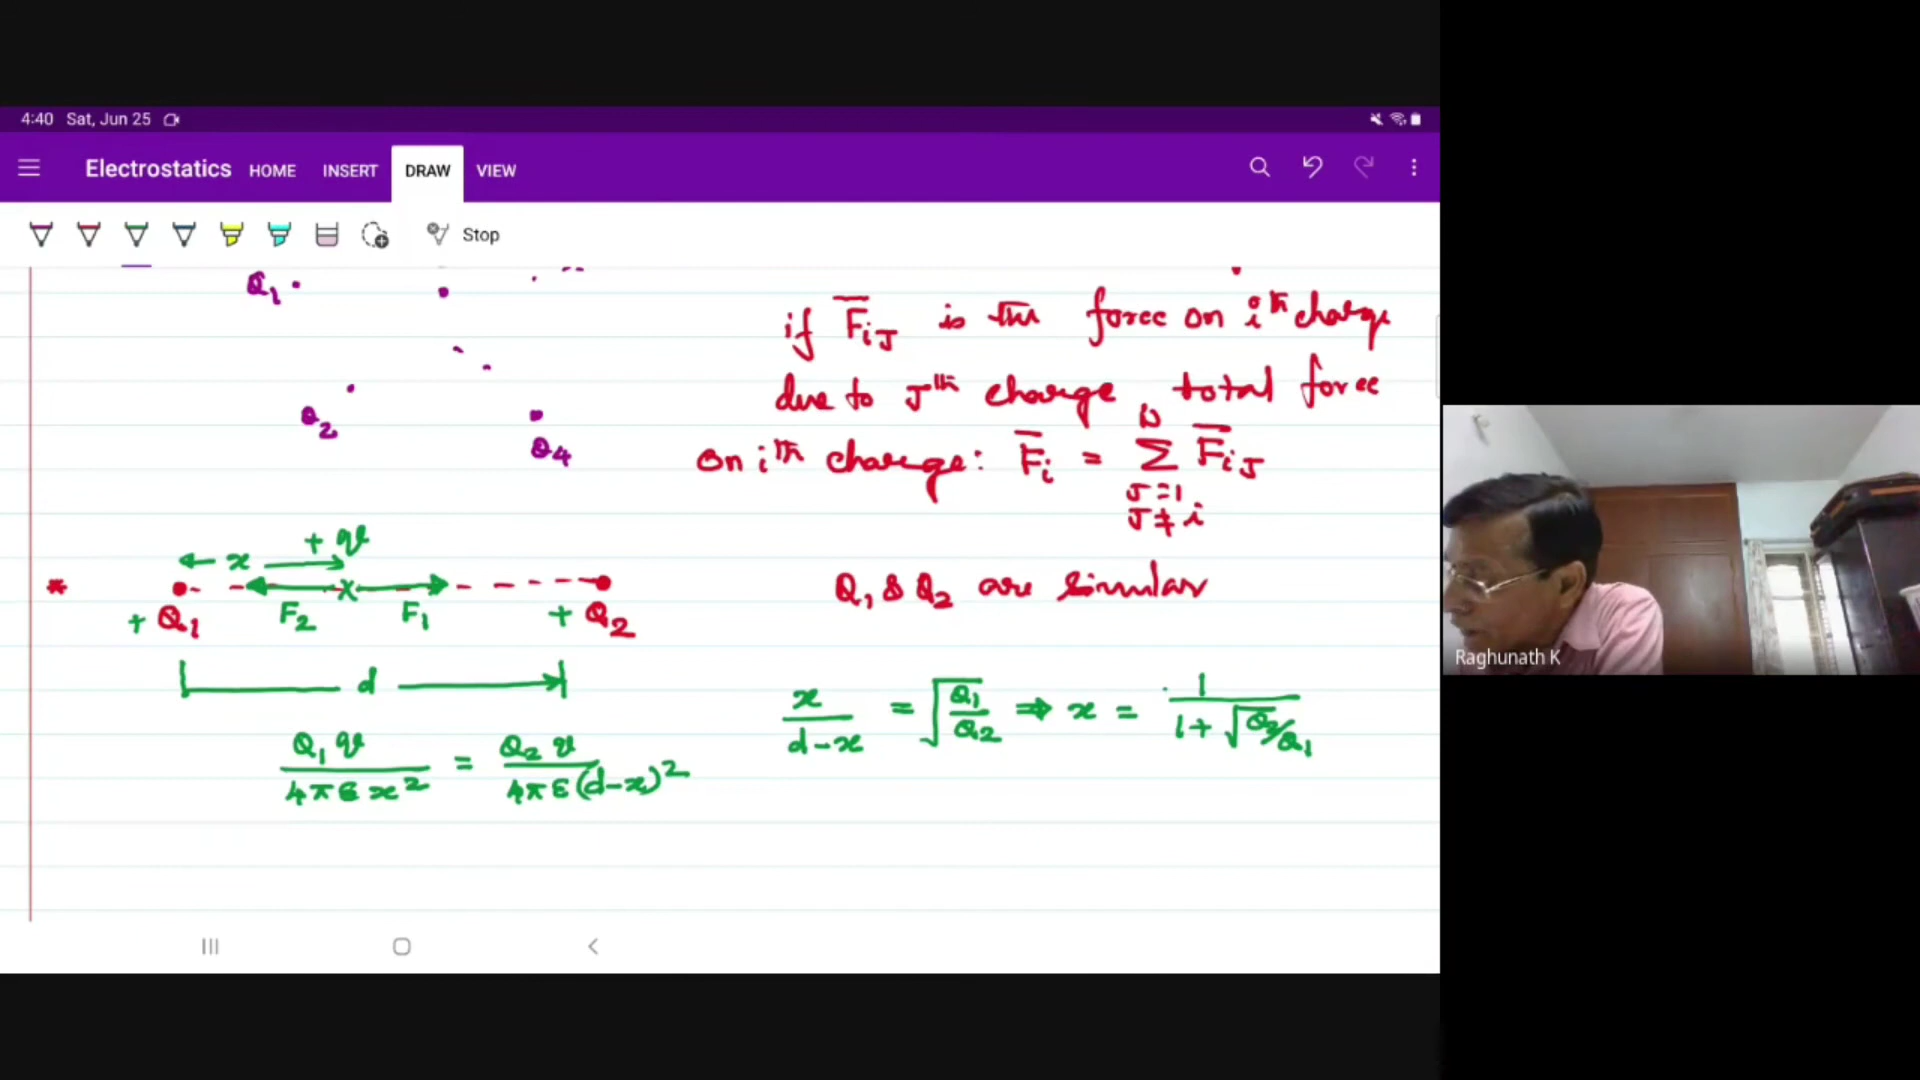 4:40 Sat, Jun 25
Electrostatics HOME INSERT DRAW VIEW
Stop
Q₁
Q₂
Q₄
if F̅ᵢJ is the force on iᵗʰ charge
due to Jᵗʰ charge total force
on iᵗʰ charge: F̅ᵢ = Σ F̅ᵢJ
J=1
J≠i
+q
x
* F₂ x F₁
+Q₁ +Q₂
Q₁ & Q₂ are similar
d
Q₁q/4πεx² = Q₂q/4πε(d-x)²
x/d-x = √Q₁/Q₂ ⇒ x = 1/1+√Q₂/Q₁
Raghunath K